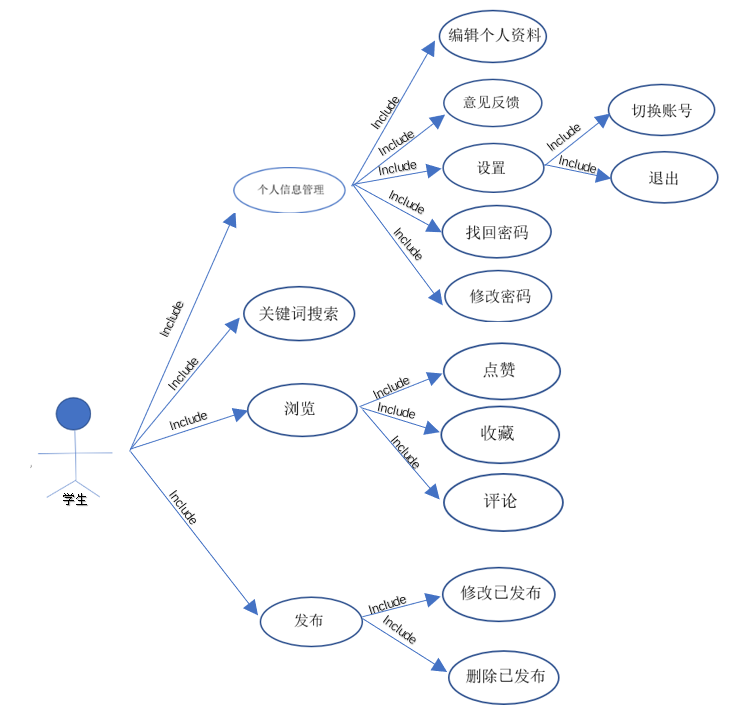 编辑个人资料
Include
意见反馈
Include
切换账号
Include
设置
Include
Include
退出
个人信息管理
Include
找回密码
Include
修改密码
Include
关键词搜索
Include
点赞
Include
浏览
Include
Include
收藏
Include
评论
学生
Include
修改已发布
Include
发布
Include
删除已发布